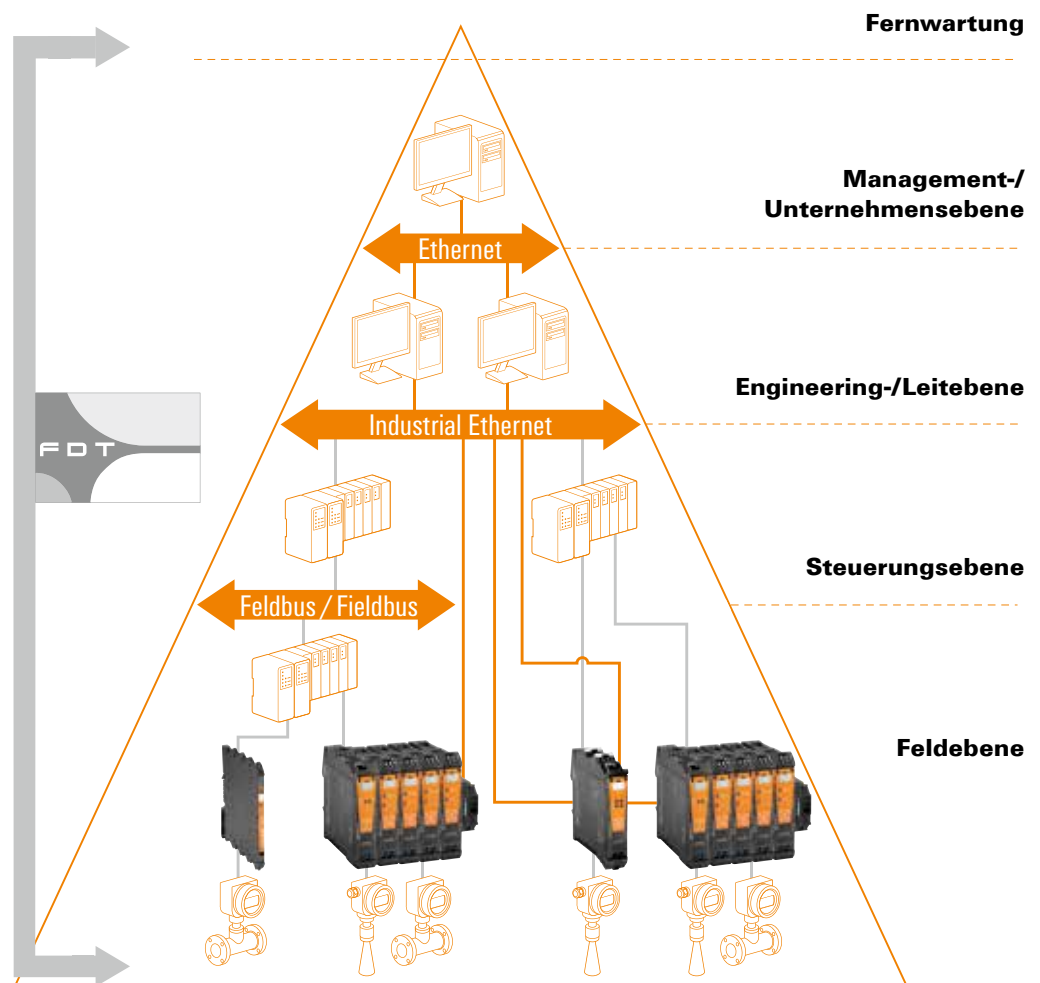 Fernwartung
Management-/
Unternehmensebene
Ethernet
Engineering-/Leitebene
Industrial Ethernet
FDT
Steuerungsebene
Feldbus / Fieldbus
Feldebene